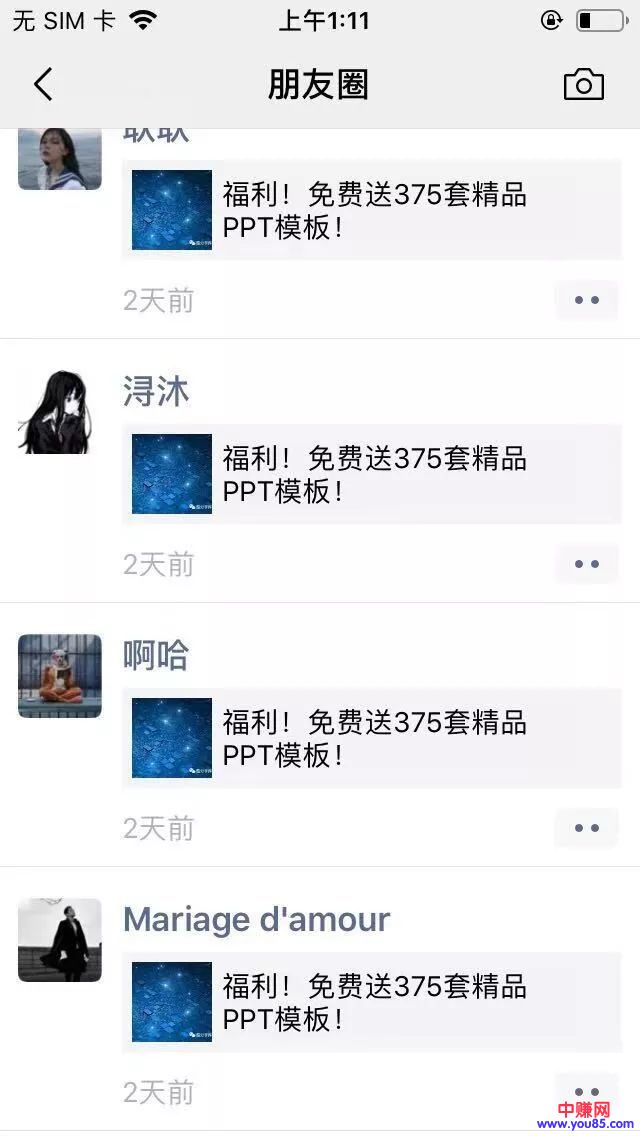 无 SIM 卡
上午1:11
朋友圈
耿耿
福利！免费送375套精品
PPT模板！
2天前
浔沐
福利！免费送375套精品
PPT模板！
2天前
啊哈
福利！免费送375套精品
PPT模板！
2天前
Mariage d'amour
福利！免费送375套精品
PPT模板！
2天前
中赚网
www.you85.com